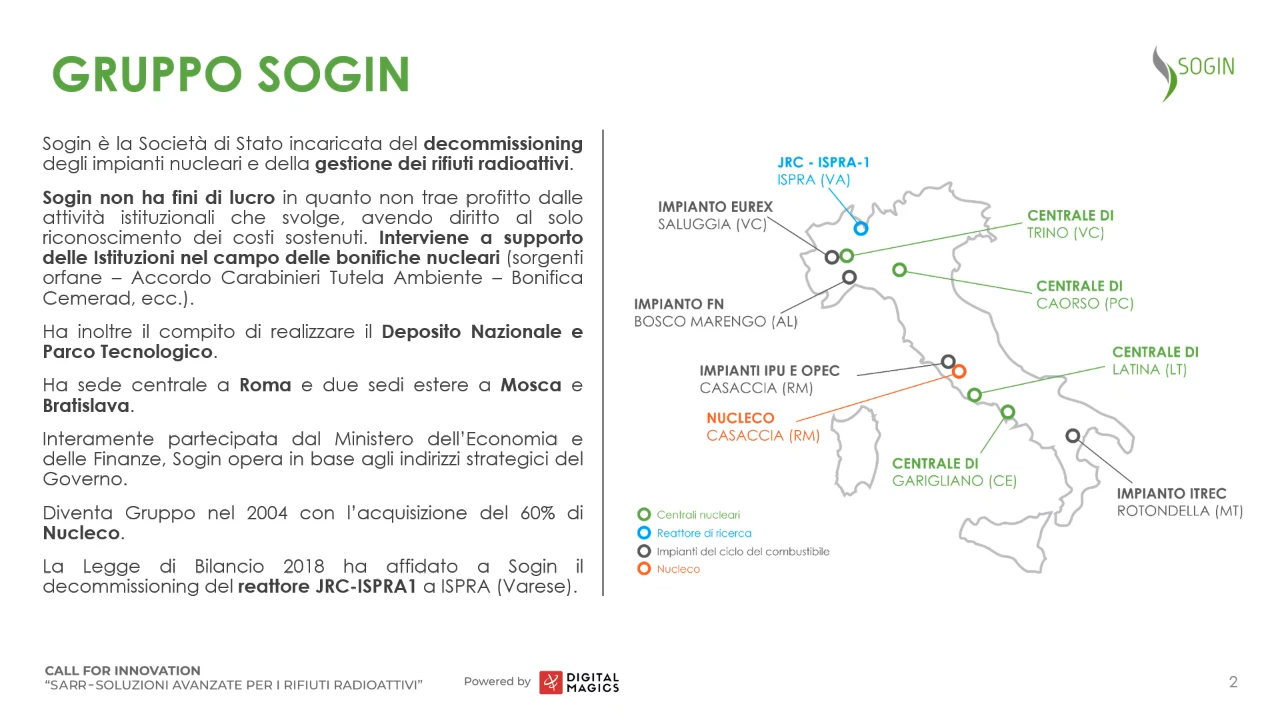 GRUPPO SOGIN
SOGIN
Sogin è la Società di Stato incaricata del decommissioning
degli impianti nucleari e della gestione dei rifiuti radioattivi.
Sogin non ha fini di lucro in quanto non trae profitto dalle
attività istituzionali che svolge, avendo diritto al solo
riconoscimento dei costi sostenuti. Interviene a supporto
delle Istituzioni nel campo delle bonifiche nucleari (sorgenti
orfane – Accordo Carabinieri Tutela Ambiente – Bonifica
Cemerad, ecc.).
Ha inoltre il compito di realizzare il Deposito Nazionale e
Parco Tecnologico.
Ha sede centrale a Roma e due sedi estere a Mosca e
Bratislava.
Interamente partecipata dal Ministero dell’Economia e
delle Finanze, Sogin opera in base agli indirizzi strategici del
Governo.
Diventa Gruppo nel 2004 con l’acquisizione del 60% di
Nucleco.
La Legge di Bilancio 2018 ha affidato a Sogin il
decommissioning del reattore JRC-ISPRA1 a ISPRA (Varese).
JRC - ISPRA-1
ISPRA (VA)
IMPIANTO EUREX
SALUGGIA (VC)
CENTRALE DI
TRINO (VC)
CENTRALE DI
CAORSO (PC)
IMPIANTO FN
BOSCO MARENGO (AL)
CENTRALE DI
LATINA (LT)
IMPIANTI IPU E OPEC
CASACCIA (RM)
NUCLECO
CASACCIA (RM)
CENTRALE DI
GARIGLIANO (CE)
IMPIANTO ITREC
ROTONDELLA (MT)
Centrali nucleari
Reattore di ricerca
Impianti del ciclo del combustibile
Nucleco
CALL FOR INNOVATION
“SARR-SOLUZIONI AVANZATE PER I RIFIUTI RADIOATTIVI”
Powered by
DIGITAL
MAGICS
2